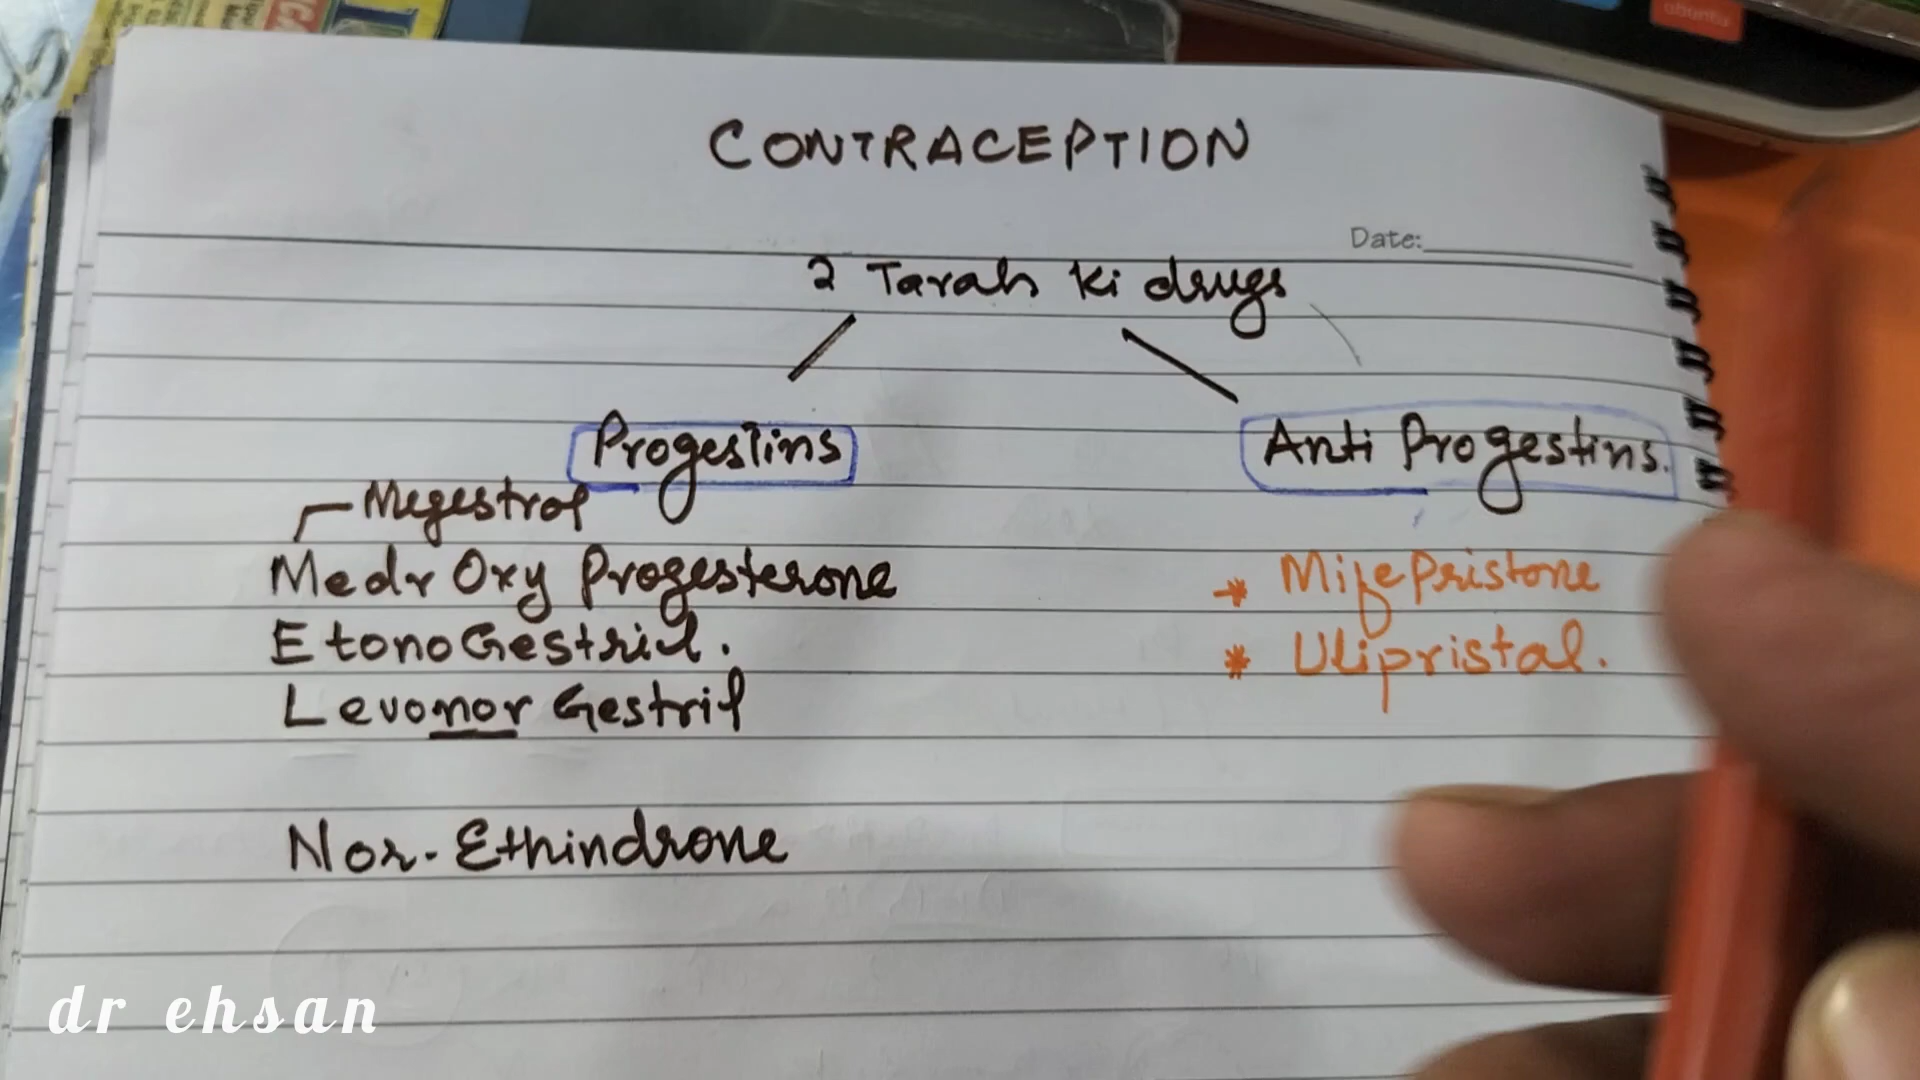 ubuntu
CONTRACEPTION
Date:
2 Tarah ki drugs
Progestins
Anti Progestins.
Megestrol
Medr Oxy Progesterone
EtonoGestril.
Levonor Gestril
Nor-Ethindrone
Mifepristone
* Ulipristal.
dr ehsan